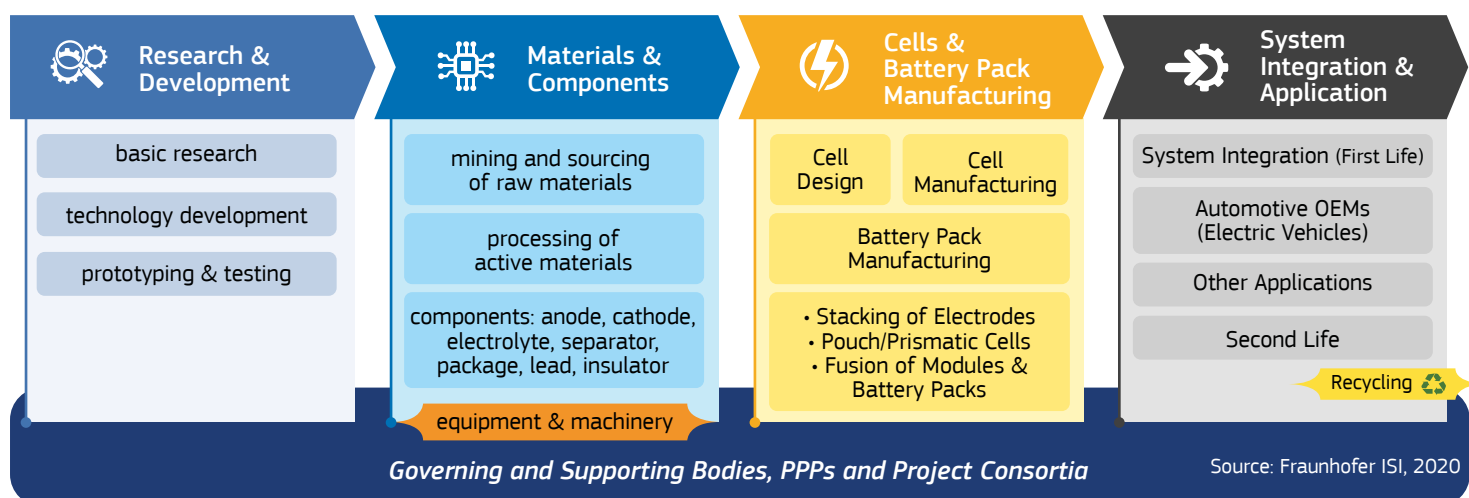 Research &
Development
basic research
technology development
prototyping & testing
Materials &
Components
mining and sourcing
of raw materials
processing of
active materials
components: anode, cathode,
electrolyte, separator,
package, lead, insulator
equipment & machinery
Cells &
Battery Pack
Manufacturing
Cell
Design
Cell
Manufacturing
Battery Pack
Manufacturing
• Stacking of Electrodes
• Pouch/Prismatic Cells
• Fusion of Modules &
Battery Packs
System
Integration &
Application
System Integration (First Life)
Automotive OEMs
(Electric Vehicles)
Other Applications
Second Life
Recycling
Governing and Supporting Bodies, PPPs and Project Consortia
Source: Fraunhofer ISI, 2020